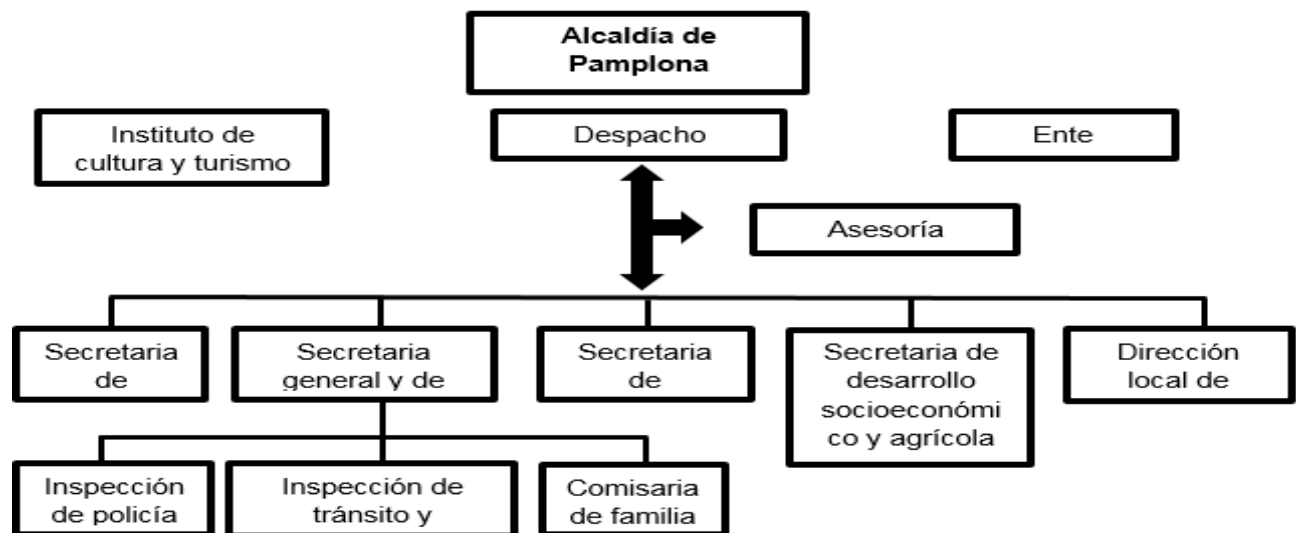 Alcaldía de
Pamplona
Instituto de
cultura y turismo
Despacho
Ente
Asesoría
Secretaria
de
Secretaria
general y de
Secretaria
de
Secretaria de
desarrollo
socioeconómi
co y agrícola
Dirección
local de
Inspección
de policía
Inspección de
tránsito y
Comisaria
de familia